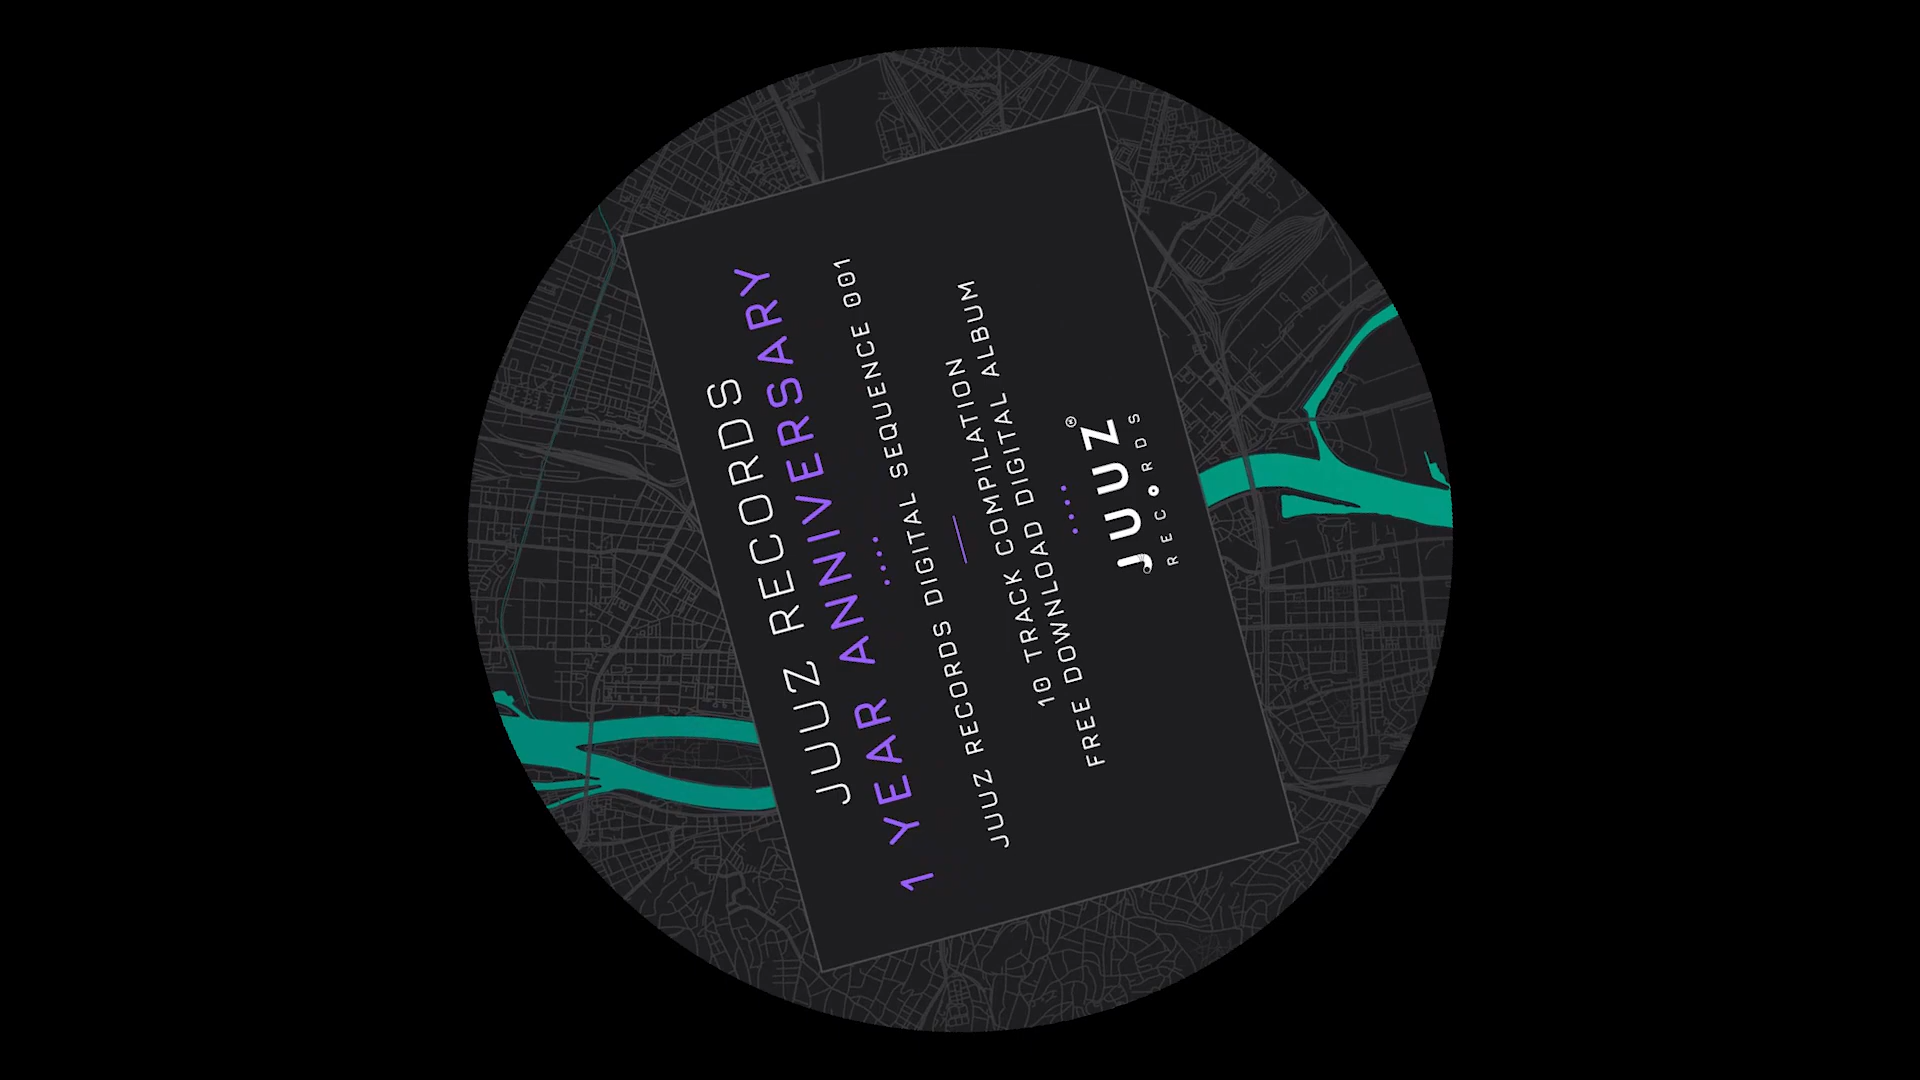 JUUZ RECORDS
1 YEAR ANNIVERSARY
JUUZ RECORDS DIGITAL SEQUENCE 001
10 TRACK COMPILATION
FREE DOWNLOAD DIGITAL ALBUM
JUUZ
RECORDS